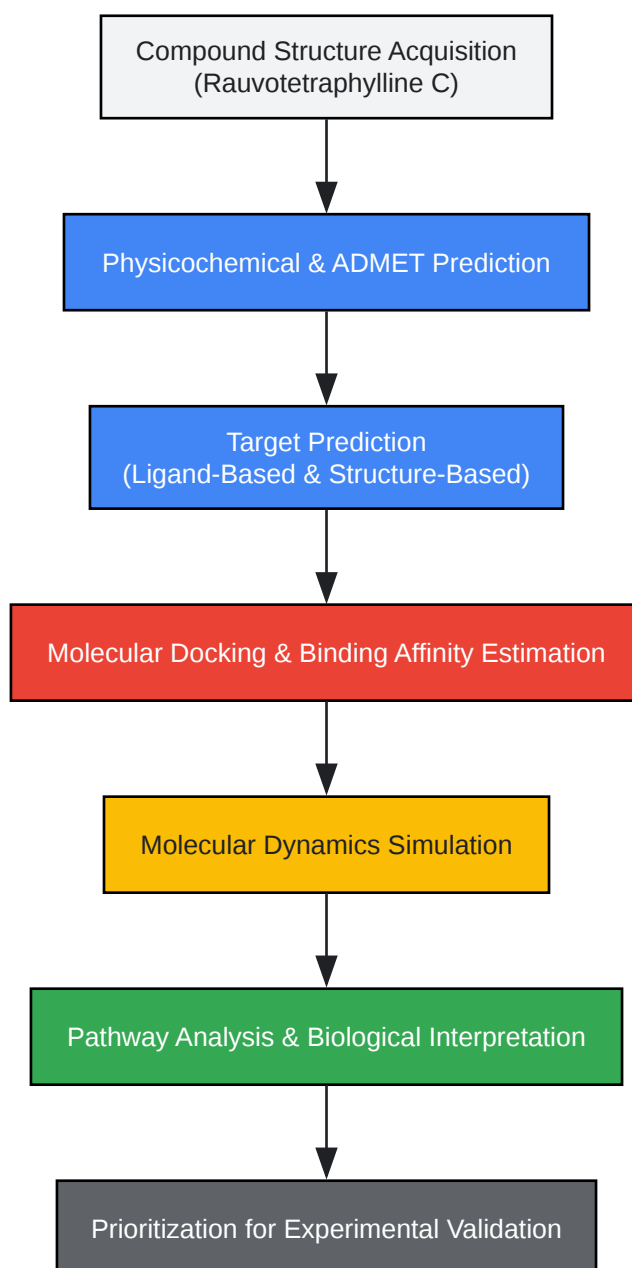 Compound Structure Acquisition
(Rauvotetraphylline C)
Physicochemical & ADMET Prediction
Target Prediction
(Ligand-Based & Structure-Based)
Molecular Docking & Binding Affinity Estimation
Molecular Dynamics Simulation
Pathway Analysis & Biological Interpretation
Prioritization for Experimental Validation